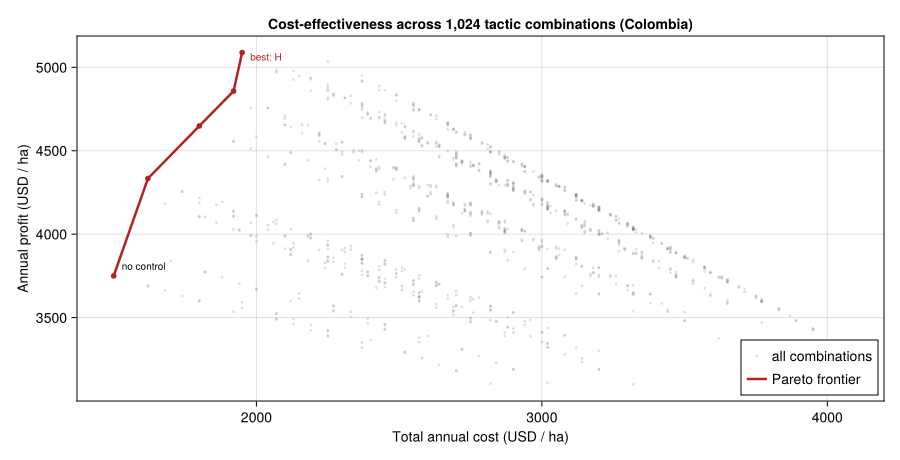 Cost-effectiveness across 1,024 tactic combinations (Colombia)
Annual profit (USD / ha)
5000
4500
4000
3500
best: H
no control
all combinations
Pareto frontier
2000
3000
4000
Total annual cost (USD / ha)